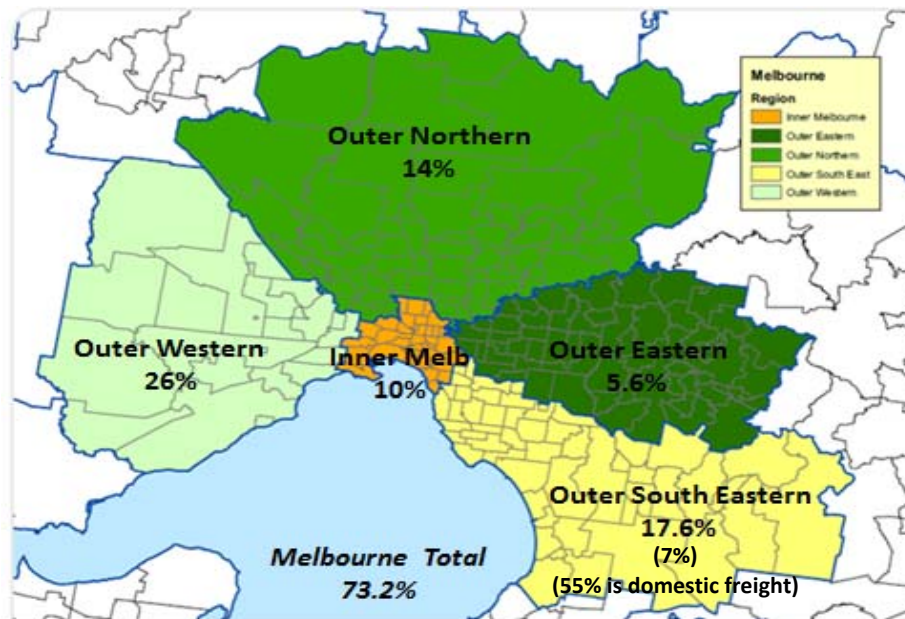 Melbourne
Region
Inner Melbourne
Outer Eastern
Outer Northern
Outer South East
Outer Western
Outer Northern
14%
Outer Western
26%
Inner Melb
10%
Outer Eastern
5.6%
Outer South Eastern
17.6%
(7%)
(55% is domestic freight)
Melbourne Total
73.2%